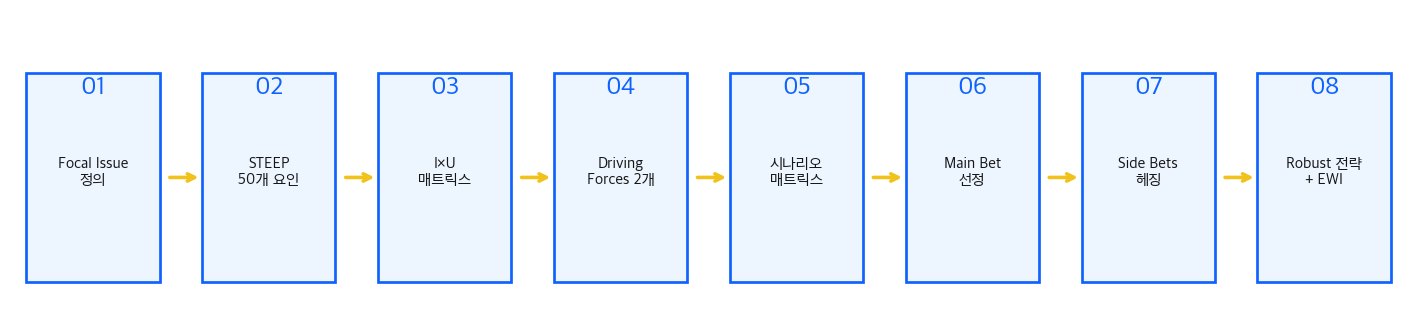 01
Focal Issue
정의
02
STEEP
50개 요인
03
I×U
매트릭스
04
Driving
Forces 2개
05
시나리오
매트릭스
06
Main Bet
선정
07
Side Bets
헤징
08
Robust 전략
+ EWI